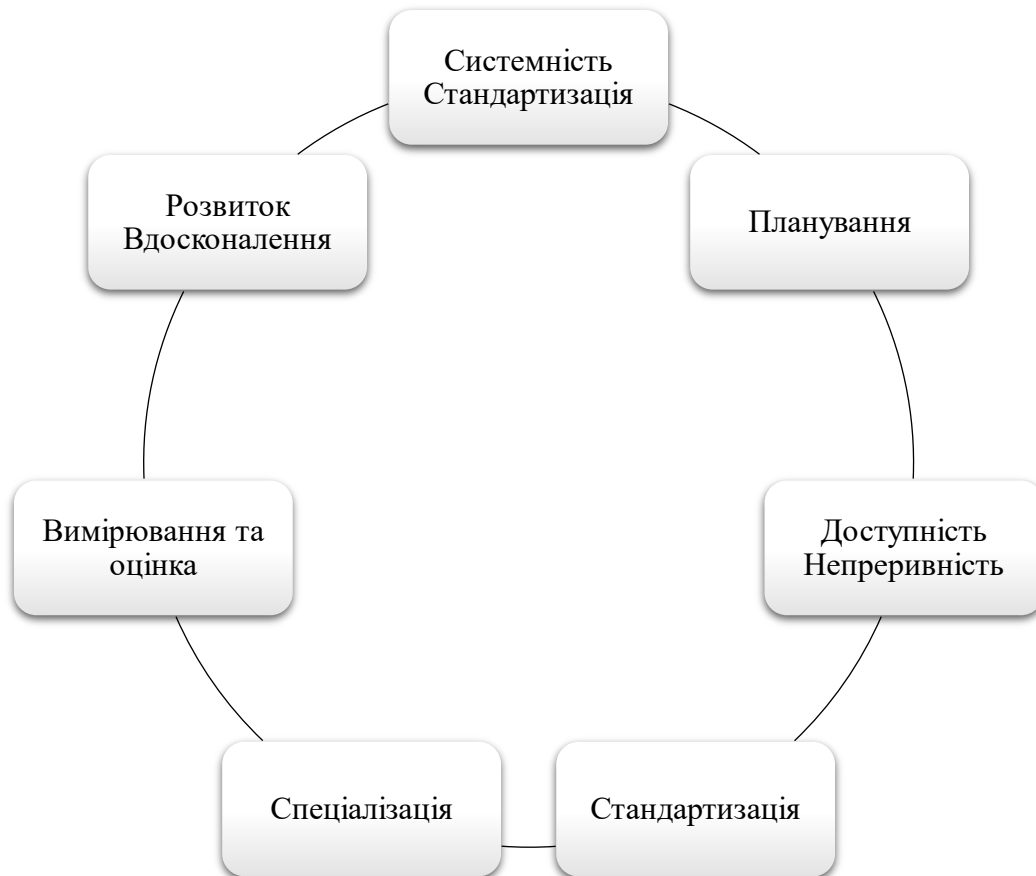 Системність
Стандартизація
Планування
Доступність
Непреривність
Стандартизація
Спеціалізація
Вимірювання та
оцінка
Розвиток
Вдосконалення